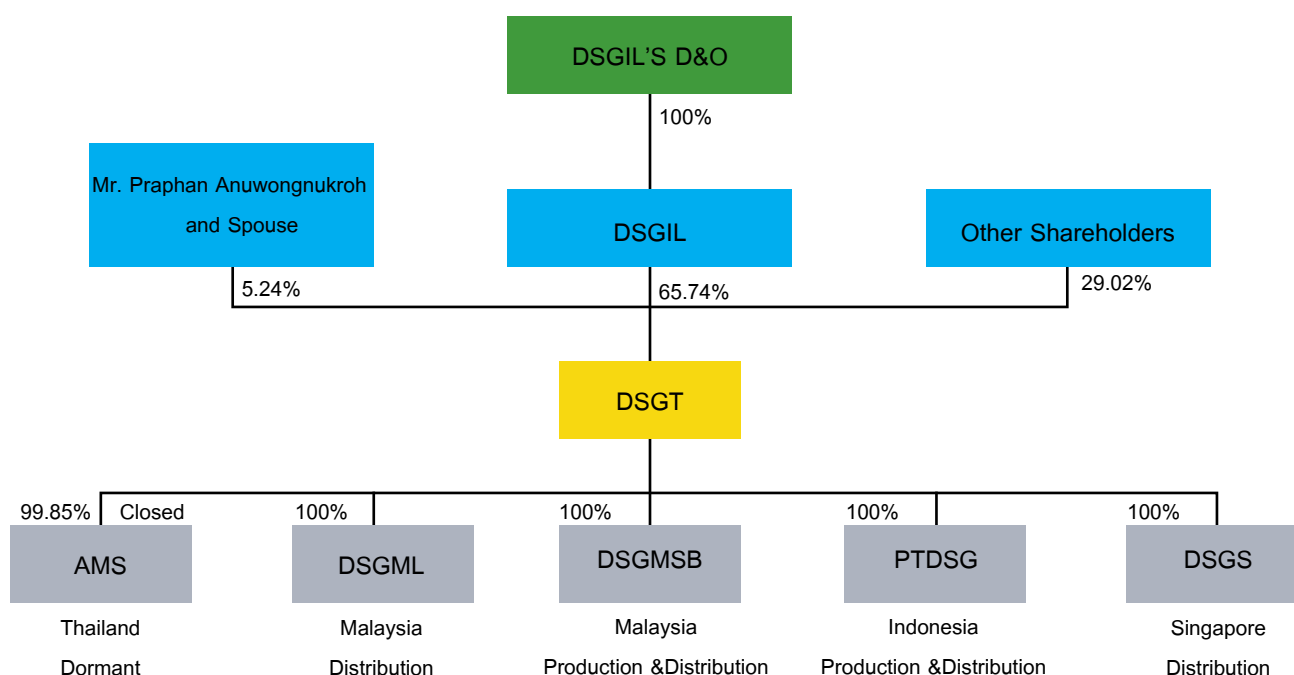 DSGIL'S D&O
100%
Mr. Praphan Anuwongnukroh
and Spouse
DSGIL
Other Shareholders
5.24%
65.74%
29.02%
DSGT
99.85% Closed
100%
100%
100%
100%
AMS
DSGML
DSGMSB
PTDSG
DSGS
Thailand
Malaysia
Malaysia
Indonesia
Singapore
Dormant
Distribution
Production &Distribution
Production &Distribution
Distribution